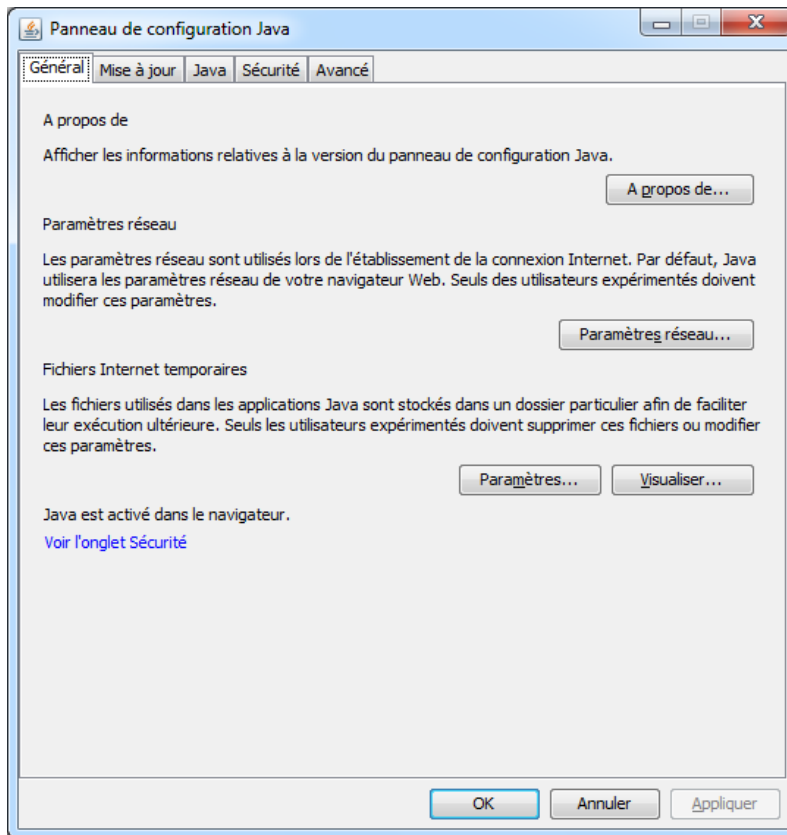 Panneau de configuration Java
Général Mise à jour Java Sécurité Avancé
A propos de
Afficher les informations relatives à la version du panneau de configuration Java.
A propos de...
Paramètres réseau
Les paramètres réseau sont utilisés lors de l'établissement de la connexion Internet. Par défaut, Java
utilisera les paramètres réseau de votre navigateur Web. Seuls des utilisateurs expérimentés doivent
modifier ces paramètres.
Paramètres réseau...
Fichiers Internet temporaires
Les fichiers utilisés dans les applications Java sont stockés dans un dossier particulier afin de faciliter
leur exécution ultérieure. Seuls les utilisateurs expérimentés doivent supprimer ces fichiers ou modifier
ces paramètres.
Paramètres... Visualiser...
Java est activé dans le navigateur.
Voir l'onglet Sécurité
OK Annuler Appliquer